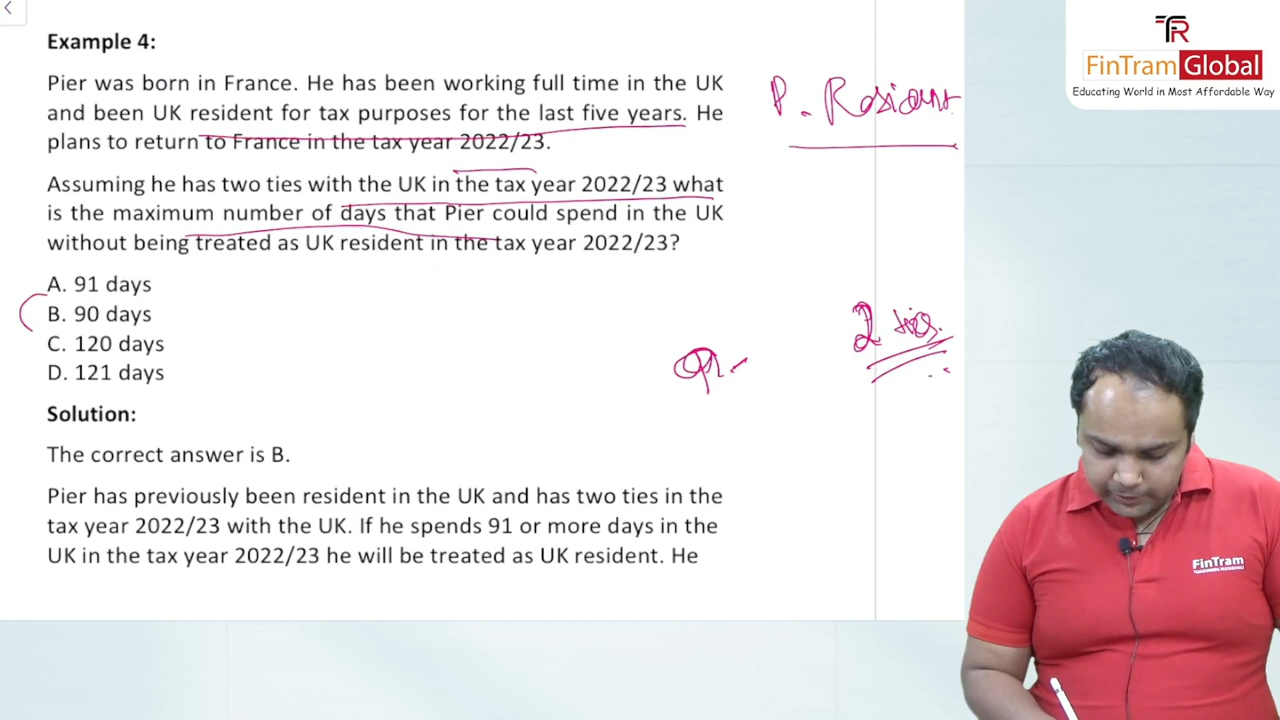 Example 4:
Pier was born in France. He has been working full time in the UK
and been UK resident for tax purposes for the last five years. He
plans to return to France in the tax year 2022/23.
Assuming he has two ties with the UK in the tax year 2022/23 what
is the maximum number of days that Pier could spend in the UK
without being treated as UK resident in the tax year 2022/23?
A. 91 days
B. 90 days
C. 120 days
D. 121 days
Solution:
The correct answer is B.
Pier has previously been resident in the UK and has two ties in the
tax year 2022/23 with the UK. If he spends 91 or more days in the
UK in the tax year 2022/23 he will be treated as UK resident. He
P. Resident
2 ties.
FR
FinTram Global
Educating World in Most Affordable Way
FinTram